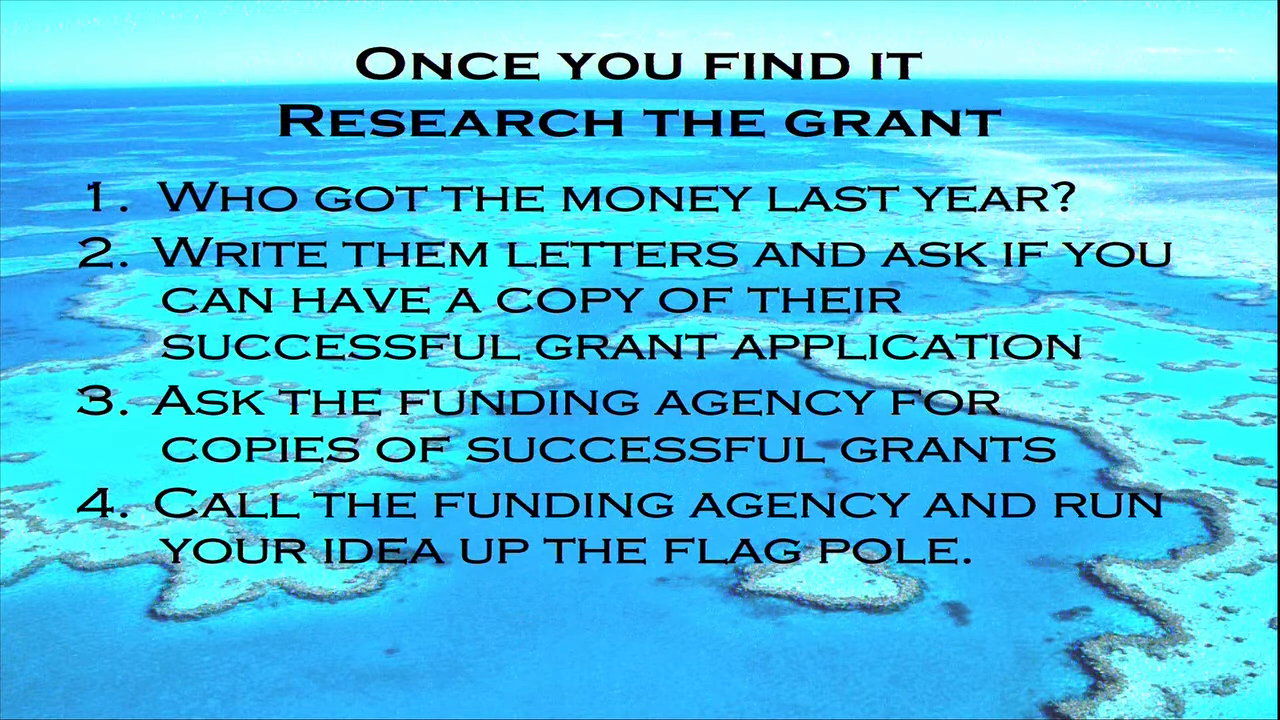 Once you find it
Research the grant
1. Who got the money last year?
2. Write them letters and ask if you
can have a copy of their
successful grant application
3. Ask the funding agency for
copies of successful grants
4. Call the funding agency and run
your idea up the flag pole.